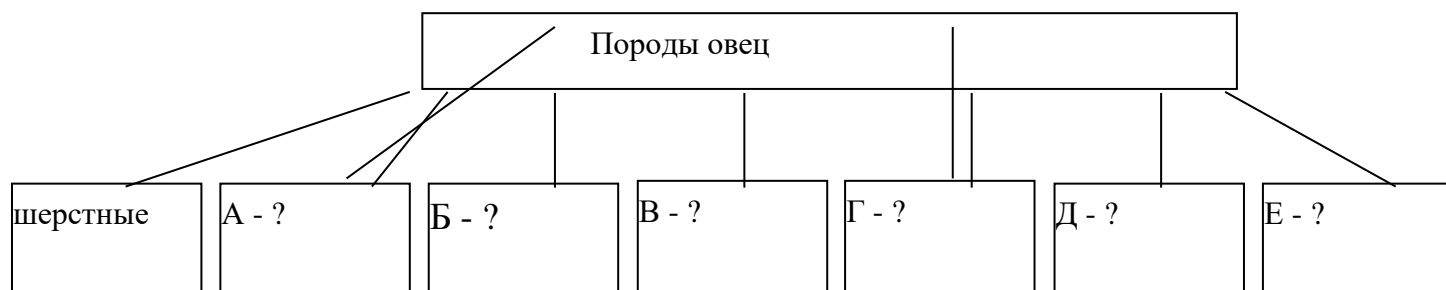 Породы овец
шерстные
А - ?
Б - ?
В - ?
Г - ?
Д - ?
Е - ?